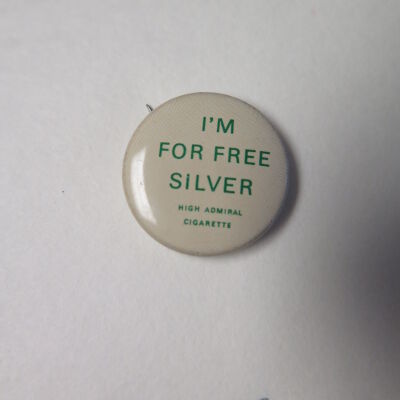 I'M
FOR FREE
SiLVER
HIGH ADMIRAL
CIGARETTE